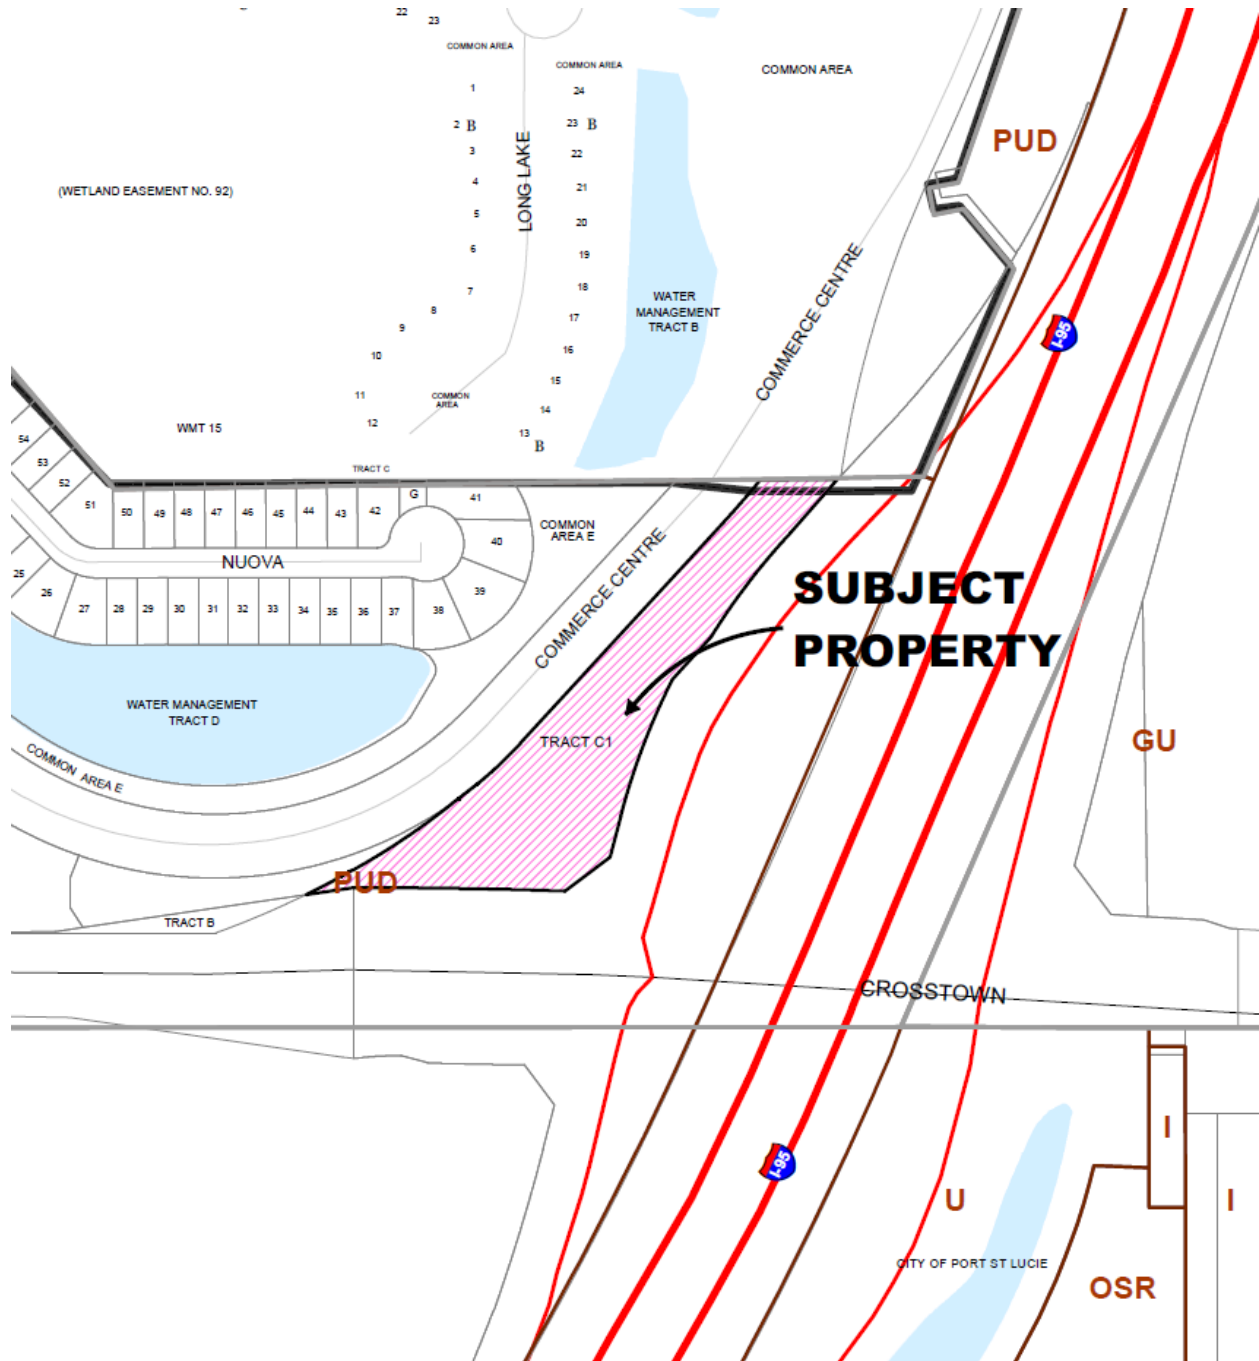 22
23
COMMON AREA
COMMON AREA
COMMON AREA
1
24
2 B
23 B
LONG LAKE
PUD
3
22
(WETLAND EASEMENT NO. 92)
4
21
5
20
6
19
7
18
WATER
MANAGEMENT
TRACT B
8
17
COMMERCE CENTRE
I-95
9
16
10
15
11
COMMON
AREA
14
12
13
B
WMT 15
TRACT C
54
53
52
51
50
49
48
47
46
45
44
43
42
G
41
COMMON
AREA E
40
NUOVA
COMMERCE CENTRE
25
26
27
28
29
30
31
32
33
34
35
36
37
38
39
SUBJECT
PROPERTY
WATER MANAGEMENT
TRACT D
TRACT C1
GU
COMMON AREA E
PUD
TRACT B
CROSSTOWN
I
I-95
U
I
CITY OF PORT ST LUCIE
OSR